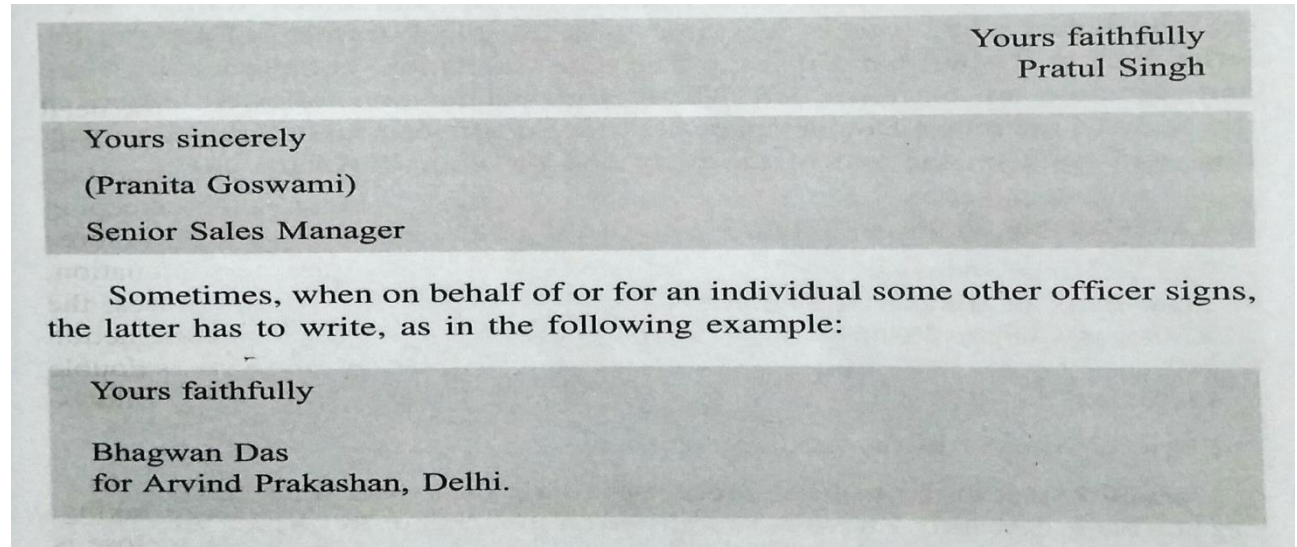 Yours faithfully
Pratul Singh
Yours sincerely
(Pranita Goswami)
Senior Sales Manager
Sometimes, when on behalf of or for an individual some other officer signs,
the latter has to write, as in the following example:
Yours faithfully
Bhagwan Das
for Arvind Prakashan, Delhi.